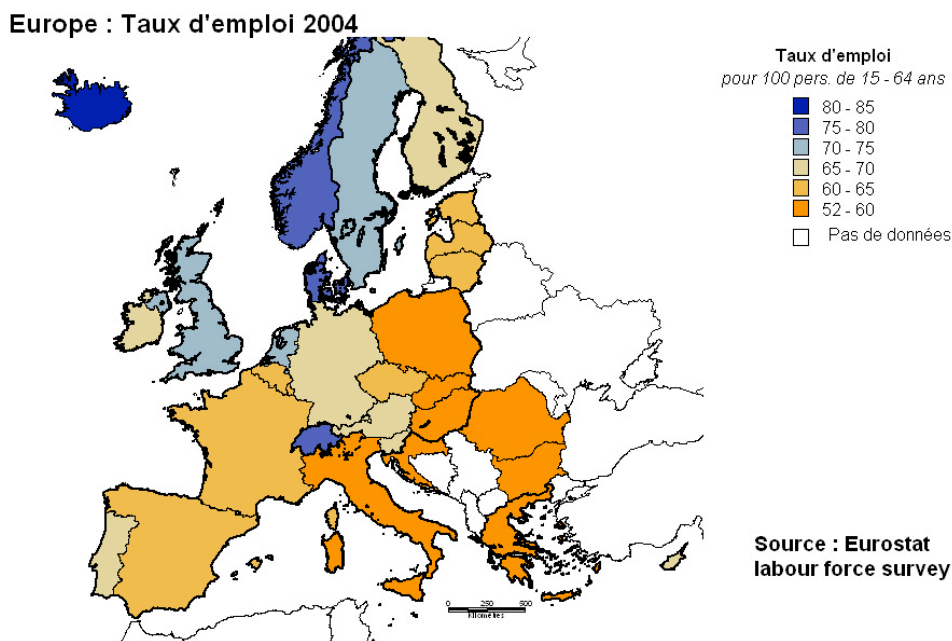 Europe : Taux d'emploi 2004
Taux d'emploi
pour 100 pers. de 15 - 64 ans
80 - 85
75 - 80
70 - 75
65 - 70
60 - 65
52 - 60
Pas de données
Source : Eurostat
labour force survey
0 250 500
Kilomètres